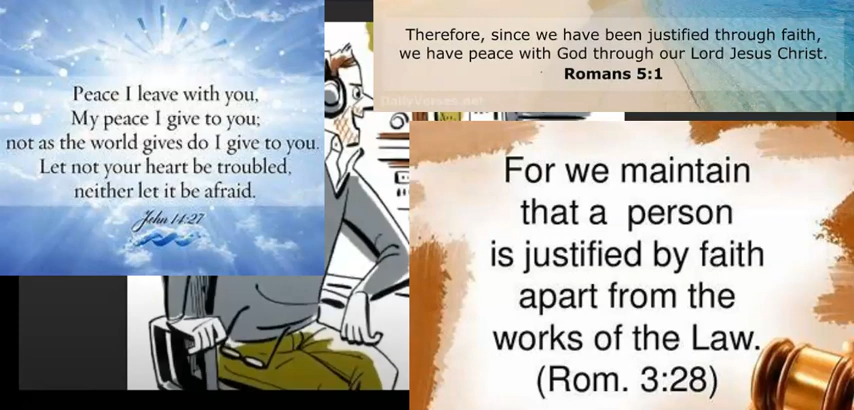 Peace I leave with you,
My peace I give to you;
not as the world gives do I give to you.
Let not your heart be troubled,
neither let it be afraid.
John 14:27
Therefore, since we have been justified through faith,
we have peace with God through our Lord Jesus Christ.
Romans 5:1
DailyVerses.net
For we maintain
that a person
is justified by faith
apart from the
works of the Law.
(Rom. 3:28)